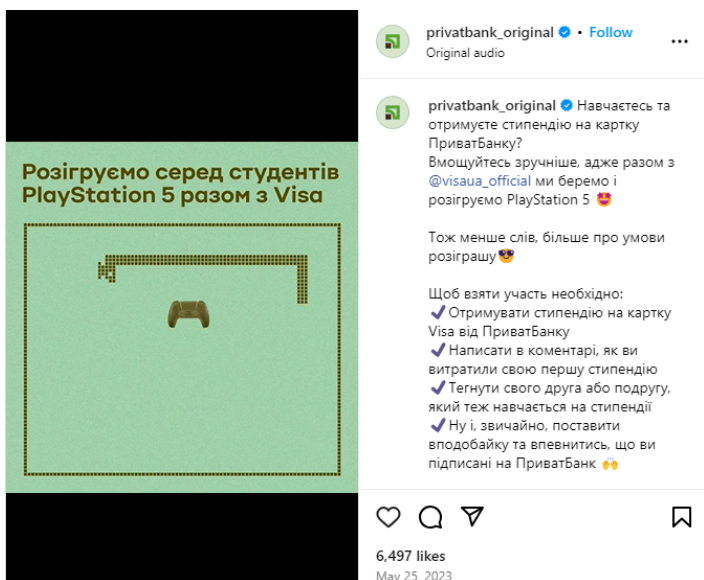 Розігруємо серед студентів
PlayStation 5 разом з Visa
privatbank_original • Follow
Original audio
privatbank_original Навчаєтесь та
отримуєте стипендію на картку
ПриватБанку?
Вмощуйтесь зручніше, адже разом з
@visaua_official ми беремо і
розігруємо PlayStation 5 🤩
Тож менше слів, більше про умови
розіграшу😎
Щоб взяти участь необхідно:
✔Отримувати стипендію на картку
Visa від ПриватБанку
✔Написати в коментарі, як ви
витратили свою першу стипендію
✔Тегнути свого друга або подругу,
який теж навчається на стипендії
✔Ну і, звичайно, поставити
вподобайку та впевнитись, що ви
підписані на ПриватБанк 🙌
6,497 likes
May 25, 2023